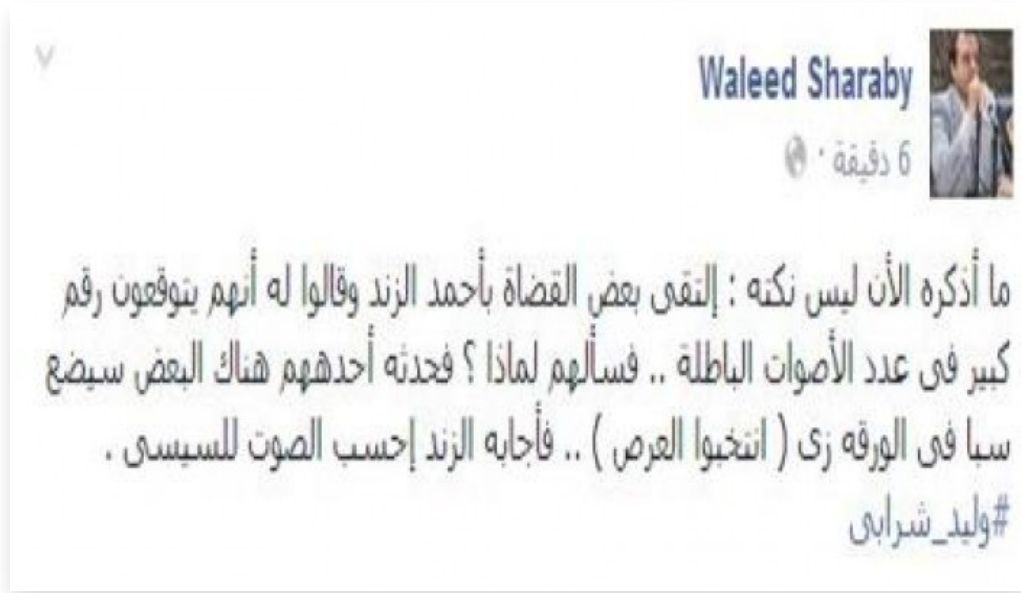 Waleed Sharaby
6 دقيقة ·
ما أذكره الأن ليس نكته : إلتقى بعض القضاة بأحمد الزند وقالوا له أنهم يتوقعون رقم
كبير فى عدد الأصوات الباطلة .. فسألهم لماذا ؟ فحدثه أحدههم هناك البعض سيضع
سبا فى الورقه زى ( انتخبوا العرص ) .. فأجابه الزند إحسب الصوت للسيسى .
#وليد_شرابى